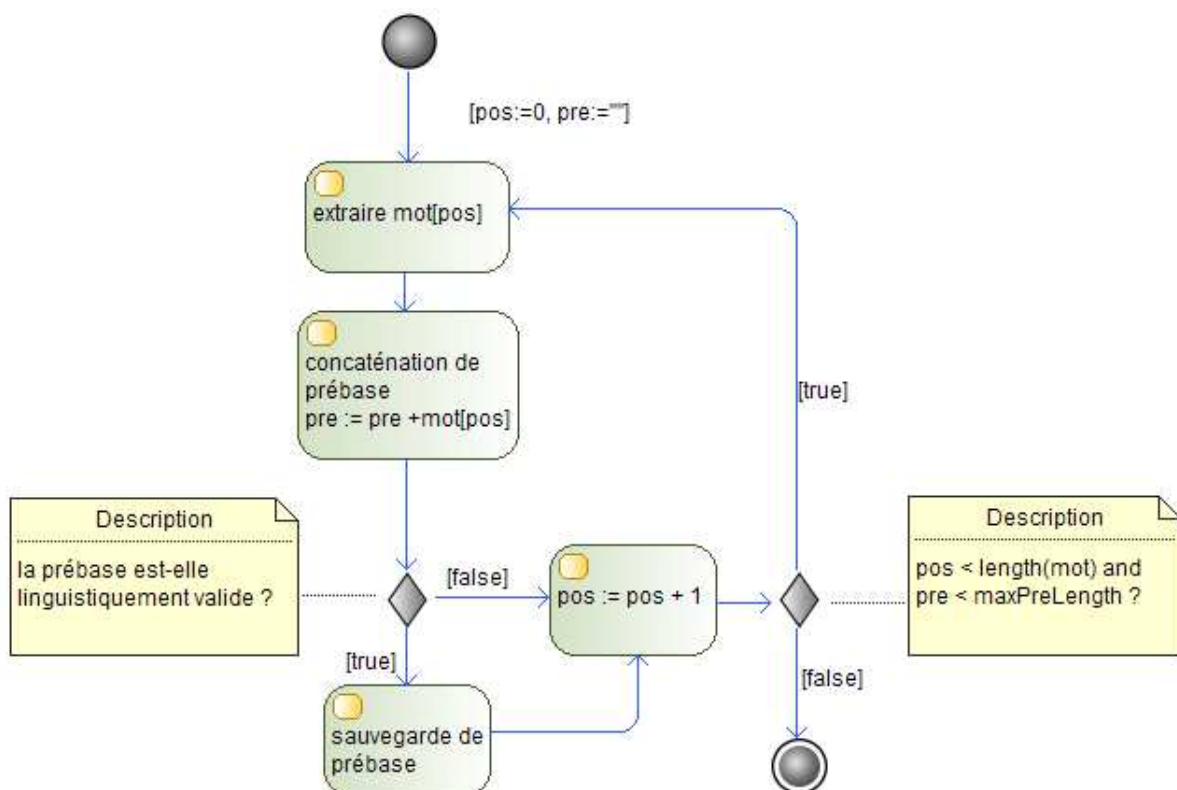 [pos:=0, pre:=""]
extraire mot[pos]
concaténation de
prébase
pre := pre +mot[pos]
[true]
Description
la prébase est-elle
linguistiquement valide ?
[false]
pos := pos + 1
Description
pos < length(mot) and
pre < maxPreLength ?
[true]
[false]
sauvegarde de
prébase